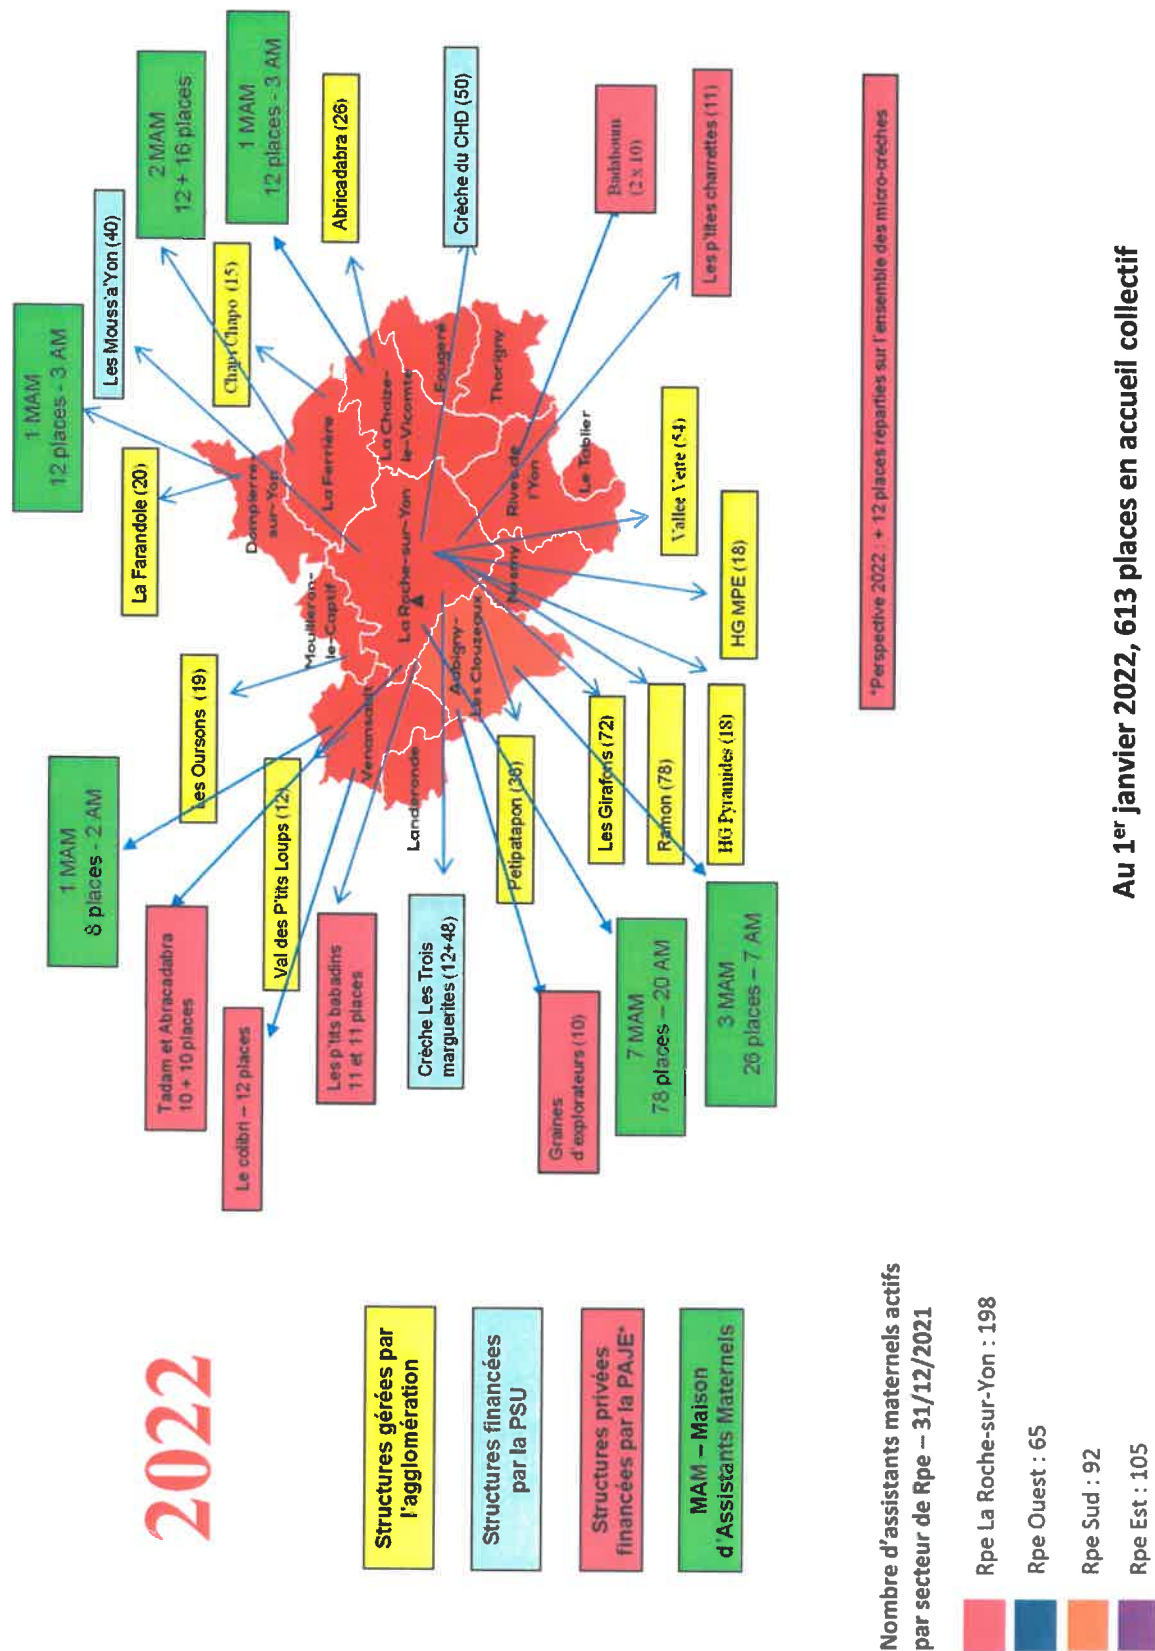 2022
Structures gérées par
l'agglomération
Structures financées
par la PSU
Structures privées
financées par la PAJE*
MAM – Maison
d'Assistants Maternels
Nombre d'assistants maternels actifs
par secteur de Rpe – 31/12/2021
Rpe La Roche-sur-Yon : 198
Rpe Ouest : 65
Rpe Sud : 92
Rpe Est : 105
1 MAM
8 places - 2 AM
Tadam et Abracadabra
10 + 10 places
Le colibri – 12 places
Les Oursons (19)
Val des P'tits Loups (12)
Les p'tits babadins
11 et 11 places
Crèche Les Trois
marguerites (12+48)
Graines
d'explorateurs (10)
Petipatapon (36)
7 MAM
78 places – 20 AM
3 MAM
26 places – 7 AM
Les Girafons (72)
Ramon (78)
HG Pyramides (18)
HG MPE (18)
Vallée Verte (54)
1 MAM
12 places - 3 AM
La Farandole (20)
Les Mouss'a'Yon (40)
2 MAM
12 + 16 places
Chapi Chapo (15)
1 MAM
12 places - 3 AM
Abricadabra (26)
Crèche du CHD (50)
Badaboum
(2 x 10)
Les p'tites charrettes (11)
Dompierre-
sur-Yon
La Ferrière
Mouilleron-
le-Captif
La Chaize-
le-Vicomte
Fougeré
Thorigny
La Roche-sur-Yon
Venansault
Landeronde
Aubigny-
Les Clouzeaux
Nesmy
Rives de
l'Yon
Le Tablier
*Perspective 2022 : + 12 places réparties sur l'ensemble des micro-crèches
Au 1er janvier 2022, 613 places en accueil collectif